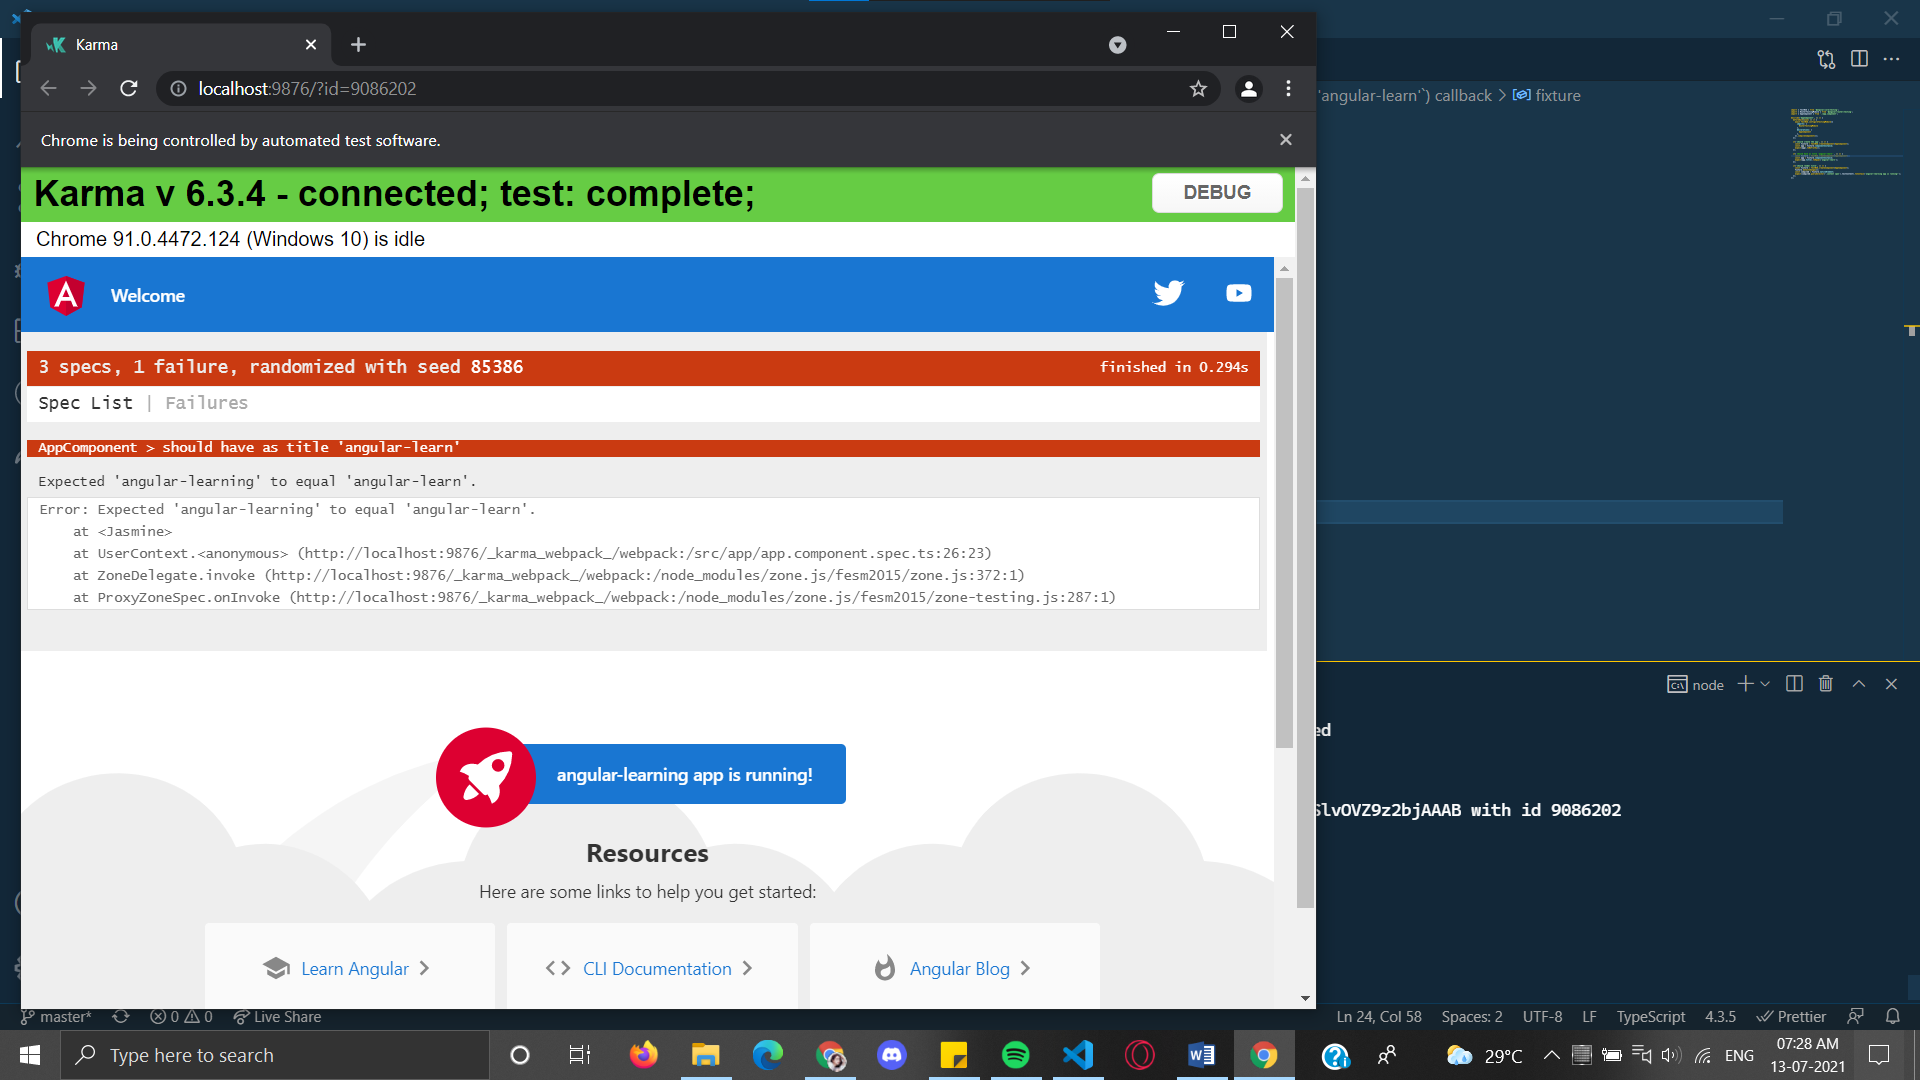 Karma
localhost:9876/?id=9086202
Chrome is being controlled by automated test software.
Karma v 6.3.4 - connected; test: complete;
DEBUG
Chrome 91.0.4472.124 (Windows 10) is idle
Welcome
3 specs, 1 failure, randomized with seed 85386
finished in 0.294s
Spec List | Failures
AppComponent > should have as title 'angular-learn'
Expected 'angular-learning' to equal 'angular-learn'.
Error: Expected 'angular-learning' to equal 'angular-learn'.
at <Jasmine>
at UserContext.<anonymous> (http://localhost:9876/_karma_webpack_/webpack:/src/app/app.component.spec.ts:26:23)
at ZoneDelegate.invoke (http://localhost:9876/_karma_webpack_/webpack:/node_modules/zone.js/fesm2015/zone.js:372:1)
at ProxyZoneSpec.onInvoke (http://localhost:9876/_karma_webpack_/webpack:/node_modules/zone.js/fesm2015/zone-testing.js:287:1)
angular-learning app is running!
Resources
Here are some links to help you get started:
Learn Angular
CLI Documentation
Angular Blog
'angular-learn'`) callback > fixture
node
ed
SlvOVZ9z2bjAAAB with id 9086202
master*
0 0
Live Share
Ln 24, Col 58
Spaces: 2
UTF-8
LF
TypeScript
4.3.5
Prettier
Type here to search
29°C
ENG
07:28 AM
13-07-2021